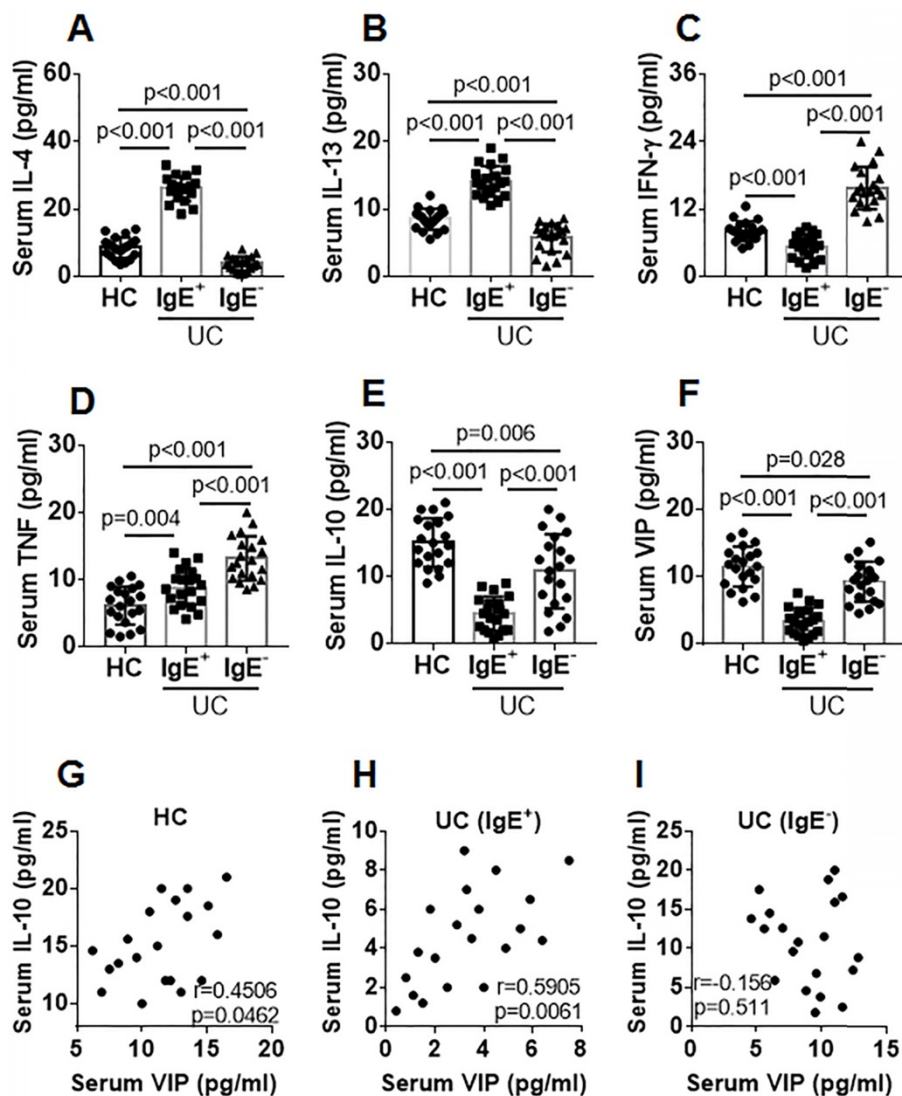 A
B
C
Serum IL-4 (pg/ml)
60
40
20
0
p<0.001
p<0.001 p<0.001
HC IgE⁺ IgE⁻
UC
Serum IL-13 (pg/ml)
30
20
10
0
p<0.001
p<0.001 p<0.001
HC IgE⁺ IgE⁻
UC
Serum IFN-γ (pg/ml)
36
24
12
0
p<0.001
p<0.001
p<0.001
HC IgE⁺ IgE⁻
UC
D
E
F
Serum TNF (pg/ml)
30
20
10
0
p<0.001
p<0.001
p=0.004
HC IgE⁺ IgE⁻
UC
Serum IL-10 (pg/ml)
30
20
10
0
p=0.006
p<0.001 p<0.001
HC IgE⁺ IgE⁻
UC
Serum VIP (pg/ml)
30
20
10
0
p=0.028
p<0.001 p<0.001
HC IgE⁺ IgE⁻
UC
G
H
I
HC
Serum IL-10 (pg/ml)
25
20
15
10
r=0.4506
p=0.0462
5 10 15 20
Serum VIP (pg/ml)
UC (IgE⁺)
Serum IL-10 (pg/ml)
10
8
6
4
2
0
r=0.5905
p=0.0061
0 2 4 6 8
Serum VIP (pg/ml)
UC (IgE⁻)
Serum IL-10 (pg/ml)
25
20
15
10
5
0
r=-0.156
p=0.511
0 5 10 15
Serum VIP (pg/ml)